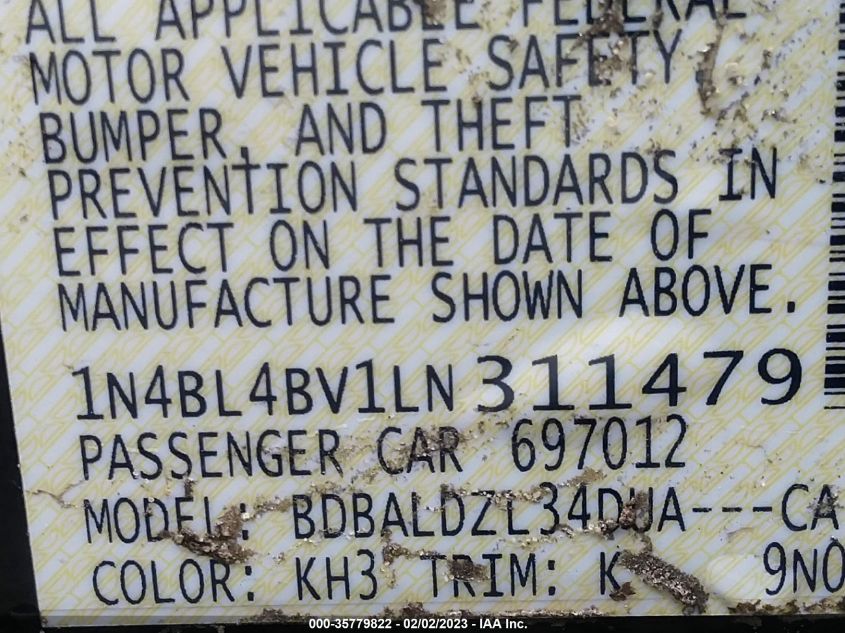 ALL APPLICABLE FEDERAL
MOTOR VEHICLE SAFETY,
BUMPER, AND THEFT
PREVENTION STANDARDS IN
EFFECT ON THE DATE OF
MANUFACTURE SHOWN ABOVE.
1N4BL4BV1LN311479
PASSENGER CAR 697012
MODEL: BDBALDZL34DUA---CA
COLOR: KH3 TRIM: K 9N0
000-35779822 - 02/02/2023 - IAA Inc.